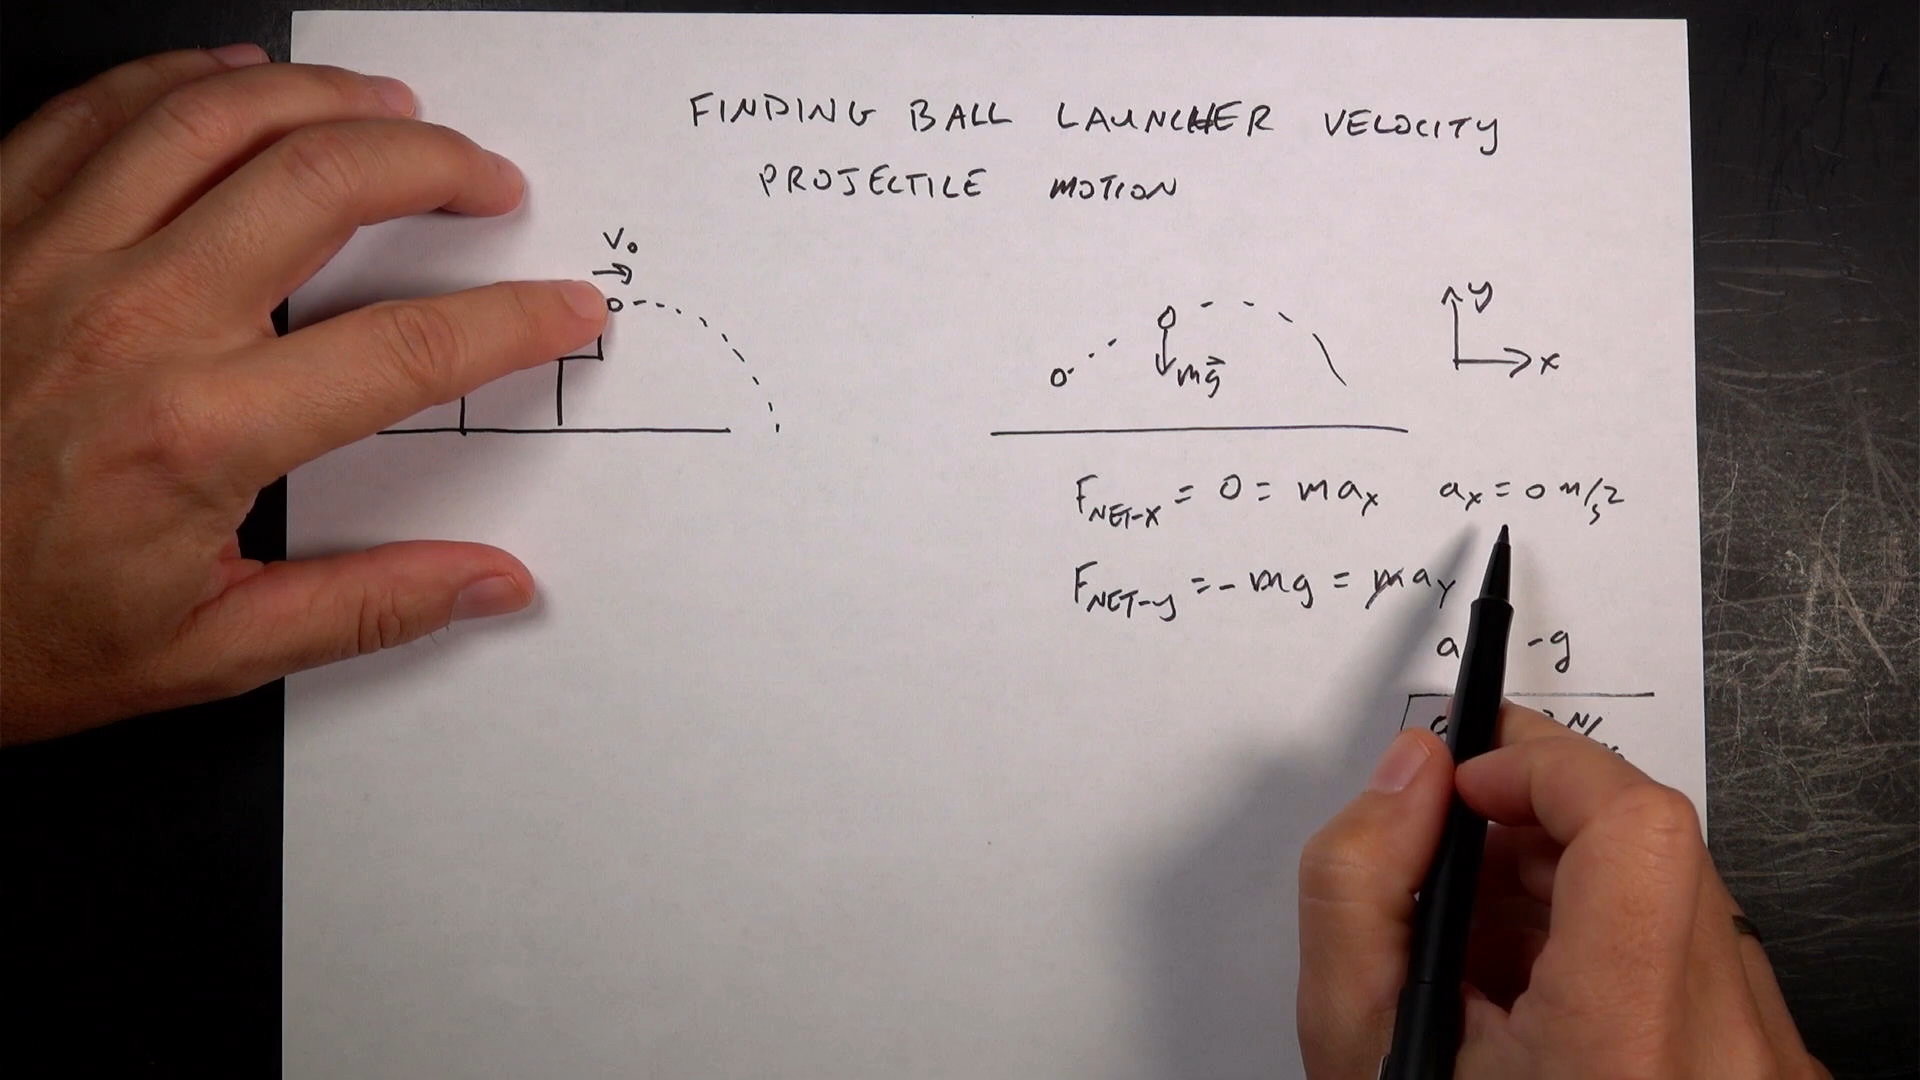 FINDING BALL LAUNCHER VELOCITY
PROJECTILE MOTION
V₀
y
x
mg⃗
F_NET-X = 0 = ma_x a_x = 0 m/s²
F_NET-y = - mg = ma_y
a -g